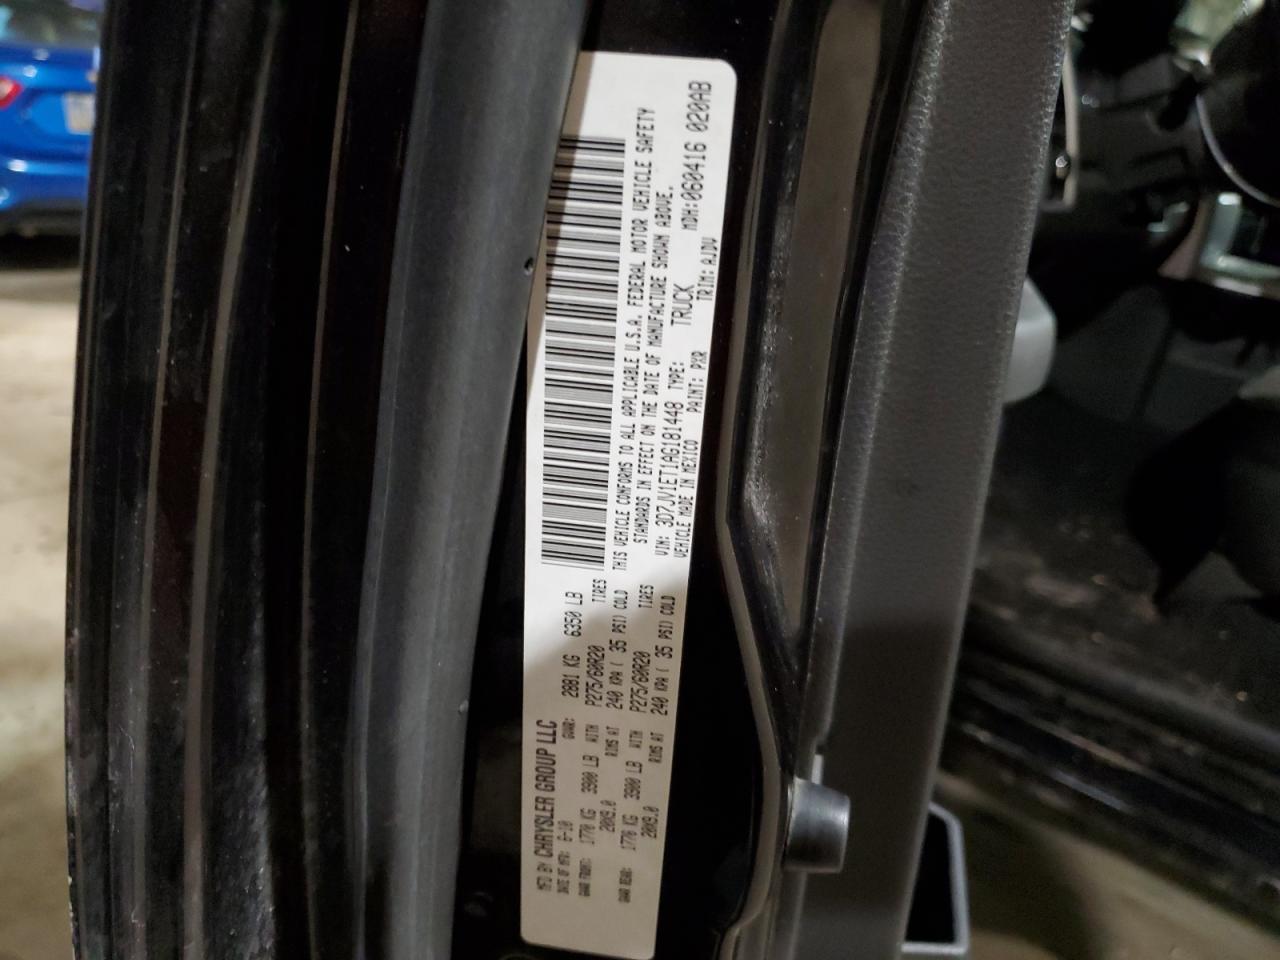 MFD BY CHRYSLER GROUP LLC
DATE OF MFG: 6-10 GVWR: 2881 KG 6350 LB
GAWR FRONT: 1770 KG 3900 LB WITH P275/60R20 TIRES
20X9.0 RIMS AT 240 KPA ( 35 PSI) COLD
GAWR REAR: 1770 KG 3900 LB WITH P275/60R20 TIRES
20X9.0 RIMS AT 240 KPA ( 35 PSI) COLD
THIS VEHICLE CONFORMS TO ALL APPLICABLE U.S.A. FEDERAL MOTOR VEHICLE SAFETY
STANDARDS IN EFFECT ON THE DATE OF MANUFACTURE SHOWN ABOVE.
VIN: 3D7JV1ET1AG181448 TYPE: TRUCK MDH:060416 020AB
VEHICLE MADE IN MEXICO PAINT: PXR TRIM: AJDV